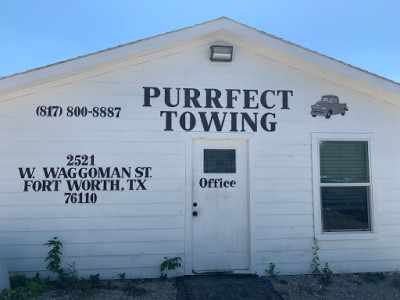 PURRFECT
TOWING
(817) 800-8887
2521
W. WAGGOMAN ST.
FORT WORTH, TX
76110
Office